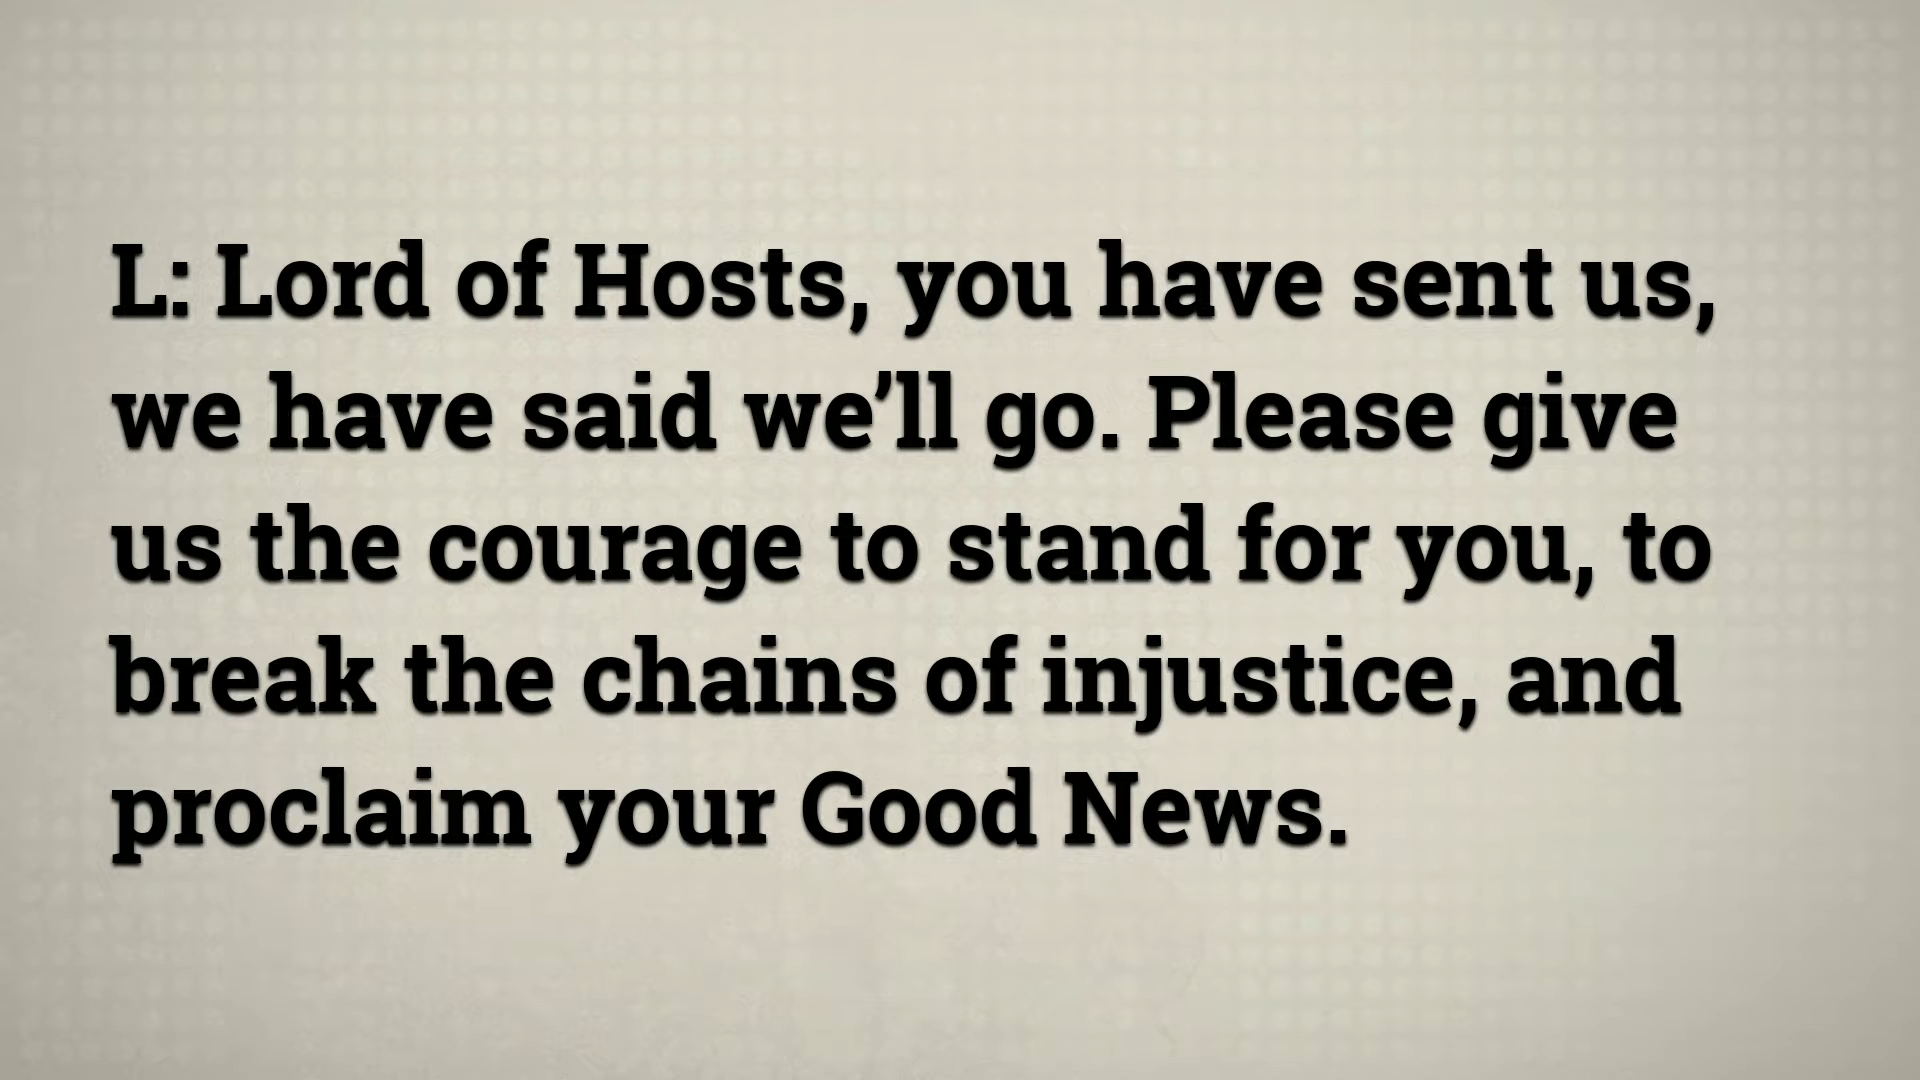 L: Lord of Hosts, you have sent us,
we have said we’ll go. Please give
us the courage to stand for you, to
break the chains of injustice, and
proclaim your Good News.